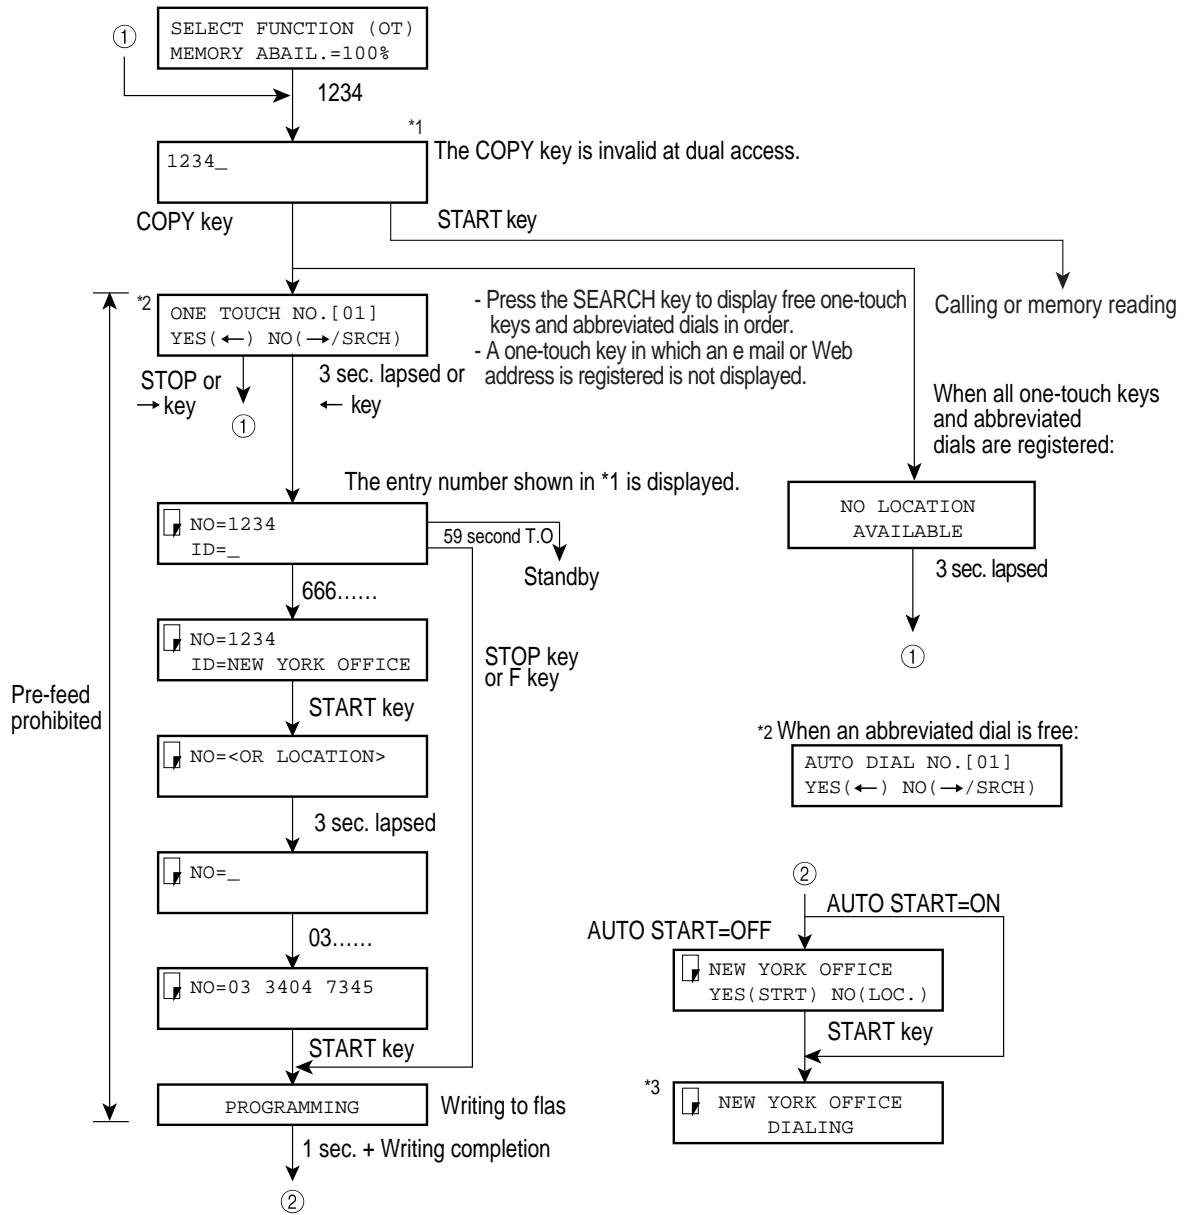 ①
SELECT FUNCTION (OT)
MEMORY ABAIL.=100%
1234
*1
The COPY key is invalid at dual access.
1234_
COPY key
START key
Calling or memory reading
*2
ONE TOUCH NO.[01]
YES(←) NO(→/SRCH)
- Press the SEARCH key to display free one-touch
keys and abbreviated dials in order.
- A one-touch key in which an e mail or Web
address is registered is not displayed.
STOP or
→ key
①
3 sec. lapsed or
← key
When all one-touch keys
and abbreviated
dials are registered:
The entry number shown in *1 is displayed.
NO=1234
ID=_
59 second T.O
Standby
NO LOCATION
AVAILABLE
3 sec. lapsed
①
666......
NO=1234
ID=NEW YORK OFFICE
STOP key
or F key
Pre-feed
prohibited
START key
NO=<OR LOCATION>
*2 When an abbreviated dial is free:
AUTO DIAL NO.[01]
YES(←) NO(→/SRCH)
3 sec. lapsed
NO=_
03......
NO=03 3404 7345
START key
PROGRAMMING
Writing to flas
1 sec. + Writing completion
②
②
AUTO START=ON
AUTO START=OFF
NEW YORK OFFICE
YES(STRT) NO(LOC.)
START key
*3
NEW YORK OFFICE
DIALING